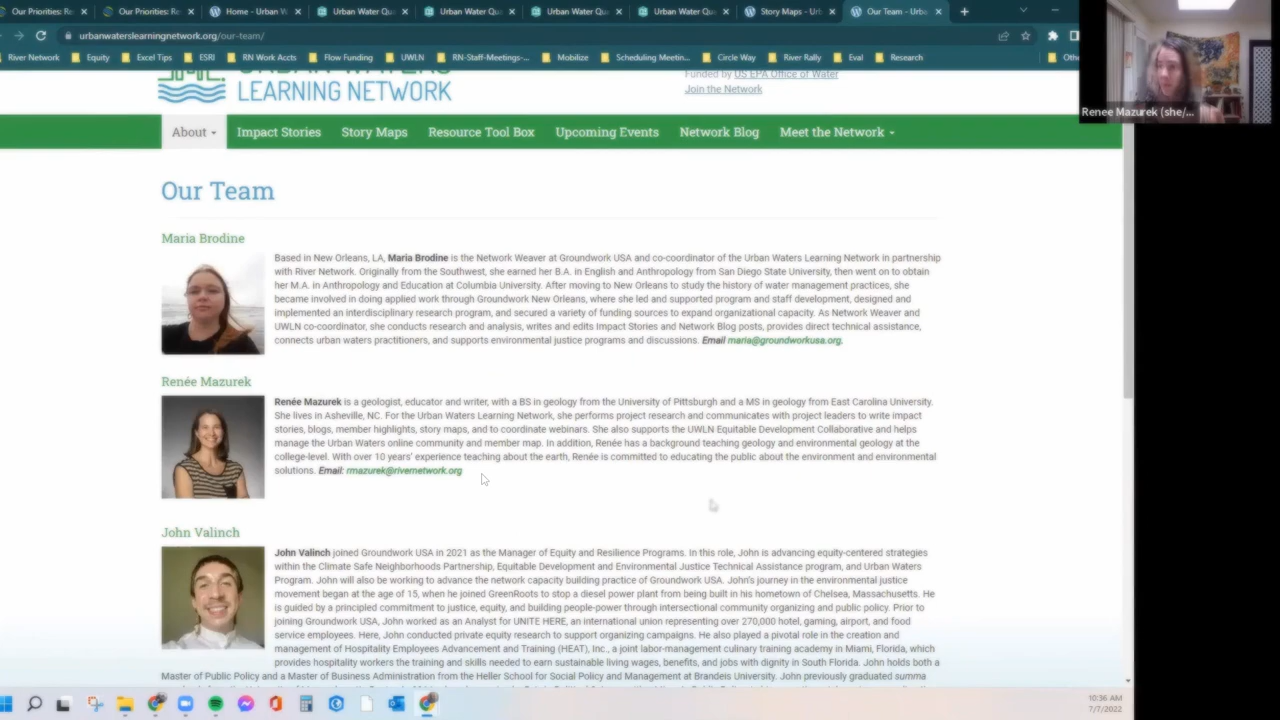 Our Priorities: Re
Our Priorities: Re
Home - Urban W
Urban Water Qu
Urban Water Qu
Urban Water Qu
Urban Water Qu
Story Maps - Urb
Our Team - Urba
urbanwaterslearningnetwork.org/our-team/
River Network
Equity
Excel Tips
ESRI
RN Work Accts
Flow Funding
UWLN
RN-Staff-Meetings-...
Mobilize
Scheduling Meetin...
Circle Way
River Rally
Eval
Research
Othe
URBAN WATERS
LEARNING NETWORK
Funded by US EPA Office of Water
Join the Network
Renee Mazurek (she/...
About
Impact Stories
Story Maps
Resource Tool Box
Upcoming Events
Network Blog
Meet the Network
Our Team
Maria Brodine
Based in New Orleans, LA, Maria Brodine is the Network Weaver at Groundwork USA and co-coordinator of the Urban Waters Learning Network in partnership
with River Network. Originally from the Southwest, she earned her B.A. in English and Anthropology from San Diego State University, then went on to obtain
her M.A. in Anthropology and Education at Columbia University. After moving to New Orleans to study the history of water management practices, she
became involved in doing applied work through Groundwork New Orleans, where she led and supported program and staff development, designed and
implemented an interdisciplinary research program, and secured a variety of funding sources to expand organizational capacity. As Network Weaver and
UWLN co-coordinator, she conducts research and analysis, writes and edits Impact Stories and Network Blog posts, provides direct technical assistance,
connects urban waters practitioners, and supports environmental justice programs and discussions. Email maria@groundworkusa.org.
Renée Mazurek
Renée Mazurek is a geologist, educator and writer, with a BS in geology from the University of Pittsburgh and a MS in geology from East Carolina University.
She lives in Asheville, NC. For the Urban Waters Learning Network, she performs project research and communicates with project leaders to write impact
stories, blogs, member highlights, story maps, and to coordinate webinars. She also supports the UWLN Equitable Development Collaborative and helps
manage the Urban Waters online community and member map. In addition, Renée has a background teaching geology and environmental geology at the
college-level. With over 10 years' experience teaching about the earth, Renée is committed to educating the public about the environment and environmental
solutions. Email: rmazurek@rivernetwork.org
John Valinch
John Valinch joined Groundwork USA in 2021 as the Manager of Equity and Resilience Programs. In this role, John is advancing equity-centered strategies
within the Climate Safe Neighborhoods Partnership, Equitable Development and Environmental Justice Technical Assistance program, and Urban Waters
Program. John will also be working to advance the network capacity building practice of Groundwork USA. John's journey in the environmental justice
movement began at the age of 15, when he joined GreenRoots to stop a diesel power plant from being built in his hometown of Chelsea, Massachusetts. He
is guided by a principled commitment to justice, equity, and building people-power through intersectional community organizing and public policy. Prior to
joining Groundwork USA, John worked as an Analyst for UNITE HERE, an international union representing over 270,000 hotel, gaming, airport, and food
service employees. Here, John conducted private equity research to support organizing campaigns. He also played a pivotal role in the creation and
management of Hospitality Employees Advancement and Training (HEAT), Inc., a joint labor-management culinary training academy in Miami, Florida, which
provides hospitality workers the training and skills needed to earn sustainable living wages, benefits, and jobs with dignity in South Florida. John holds both a
Master of Public Policy and a Master of Business Administration from the Heller School for Social Policy and Management at Brandeis University. John previously graduated summa
10:36 AM
7/7/2022